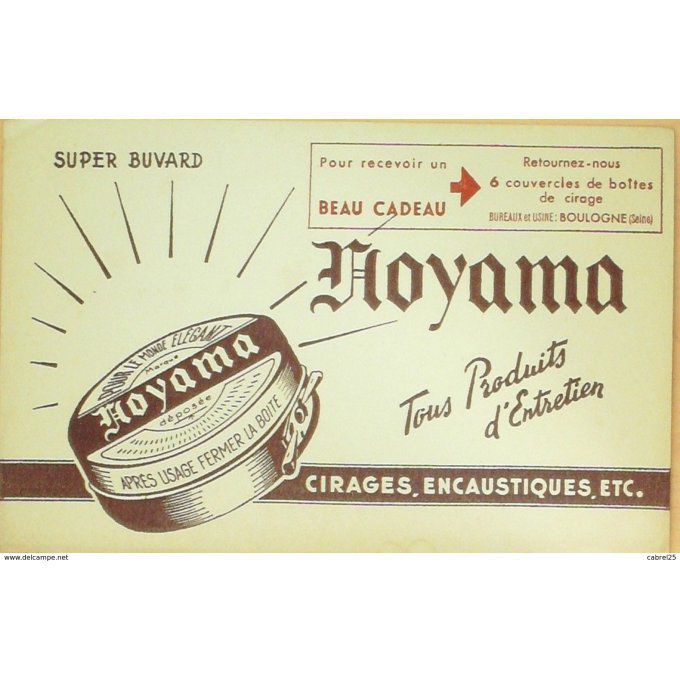 SUPER BUVARD
Pour recevoir un
BEAU CADEAU
Retournez-nous
6 couvercles de boîtes
de cirage
BUREAUX et USINE: BOULOGNE (Seine)
Noyama
Tous Produits
d'Entretien
POUR LE MONDE ÉLÉGANT
Marque
Noyama
déposée
APRÈS USAGE FERMER LA BOITE
CIRAGES, ENCAUSTIQUES, ETC.
https://www.delcampe.net
cabrel25